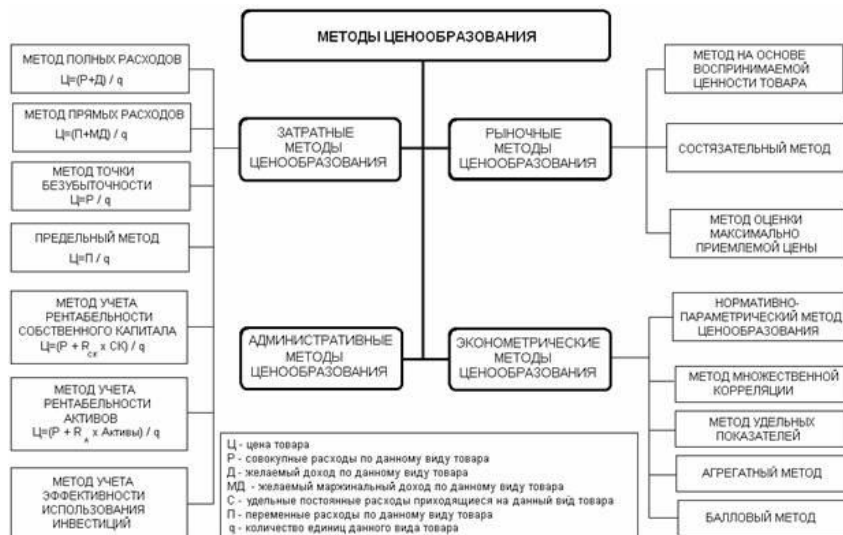 МЕТОДЫ ЦЕНООБРАЗОВАНИЯ
МЕТОД ПОЛНЫХ РАСХОДОВ
Ц=(Р+Д) / q
МЕТОД ПРЯМЫХ РАСХОДОВ
Ц=(П+МД) / q
МЕТОД ТОЧКИ
БЕЗУБЫТОЧНОСТИ
Ц=Р / q
ПРЕДЕЛЬНЫЙ МЕТОД
Ц=П / q
МЕТОД УЧЕТА
РЕНТАБЕЛЬНОСТИ
СОБСТВЕННОГО КАПИТАЛА
Ц=(Р + Rск х СК) / q
МЕТОД УЧЕТА
РЕНТАБЕЛЬНОСТИ
АКТИВОВ
Ц=(Р + RА х Активы) / q
МЕТОД УЧЕТА
ЭФФЕКТИВНОСТИ
ИСПОЛЬЗОВАНИЯ
ИНВЕСТИЦИЙ
ЗАТРАТНЫЕ
МЕТОДЫ
ЦЕНООБРАЗОВАНИЯ
РЫНОЧНЫЕ
МЕТОДЫ
ЦЕНООБРАЗОВАНИЯ
АДМИНИСТРАТИВНЫЕ
МЕТОДЫ
ЦЕНООБРАЗОВАНИЯ
ЭКОНОМЕТРИЧЕСКИЕ
МЕТОДЫ
ЦЕНООБРАЗОВАНИЯ
МЕТОД НА ОСНОВЕ
ВОСПРИНИМАЕМОЙ
ЦЕННОСТИ ТОВАРА
СОСТЯЗАТЕЛЬНЫЙ МЕТОД
МЕТОД ОЦЕНКИ
МАКСИМАЛЬНО
ПРИЕМЛЕМОЙ ЦЕНЫ
НОРМАТИВНО-
ПАРАМЕТРИЧЕСКИЙ МЕТОД
ЦЕНООБРАЗОВАНИЯ
МЕТОД МНОЖЕСТВЕННОЙ
КОРРЕЛЯЦИИ
МЕТОД УДЕЛЬНЫХ
ПОКАЗАТЕЛЕЙ
АГРЕГАТНЫЙ МЕТОД
БАЛЛОВЫЙ МЕТОД
Ц - цена товара
Р - совокупные расходы по данному виду товара
Д - желаемый доход по данному виду товара
МД - желаемый маржинальный доход по данному виду товара
С - удельные постоянные расходы приходящиеся на данный вид товара
П - переменные расходы по данному виду товара
q - количество единиц данного вида товара